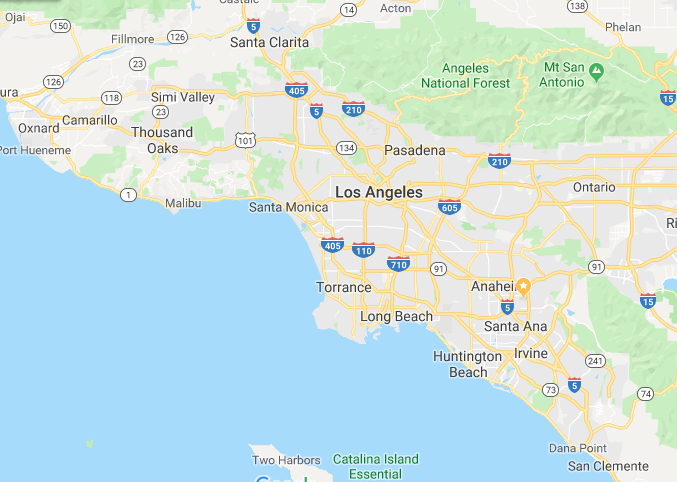 Ojai
150
Castaic
14
Acton
138
Phelan
Fillmore
126
5
Santa Clarita
23
126
Angeles
National Forest
Mt San
Antonio
405
118
Simi Valley
5
210
15
Camarillo
23
Oxnard
Thousand
Oaks
101
134
Pasadena
210
Port Hueneme
1
Malibu
Los Angeles
Ontario
Santa Monica
605
405
110
710
91
91
Torrance
Anahei
5
15
Long Beach
Santa Ana
Huntington
Beach
Irvine
241
73
5
74
Dana Point
San Clemente
Two Harbors
Catalina Island
Essential